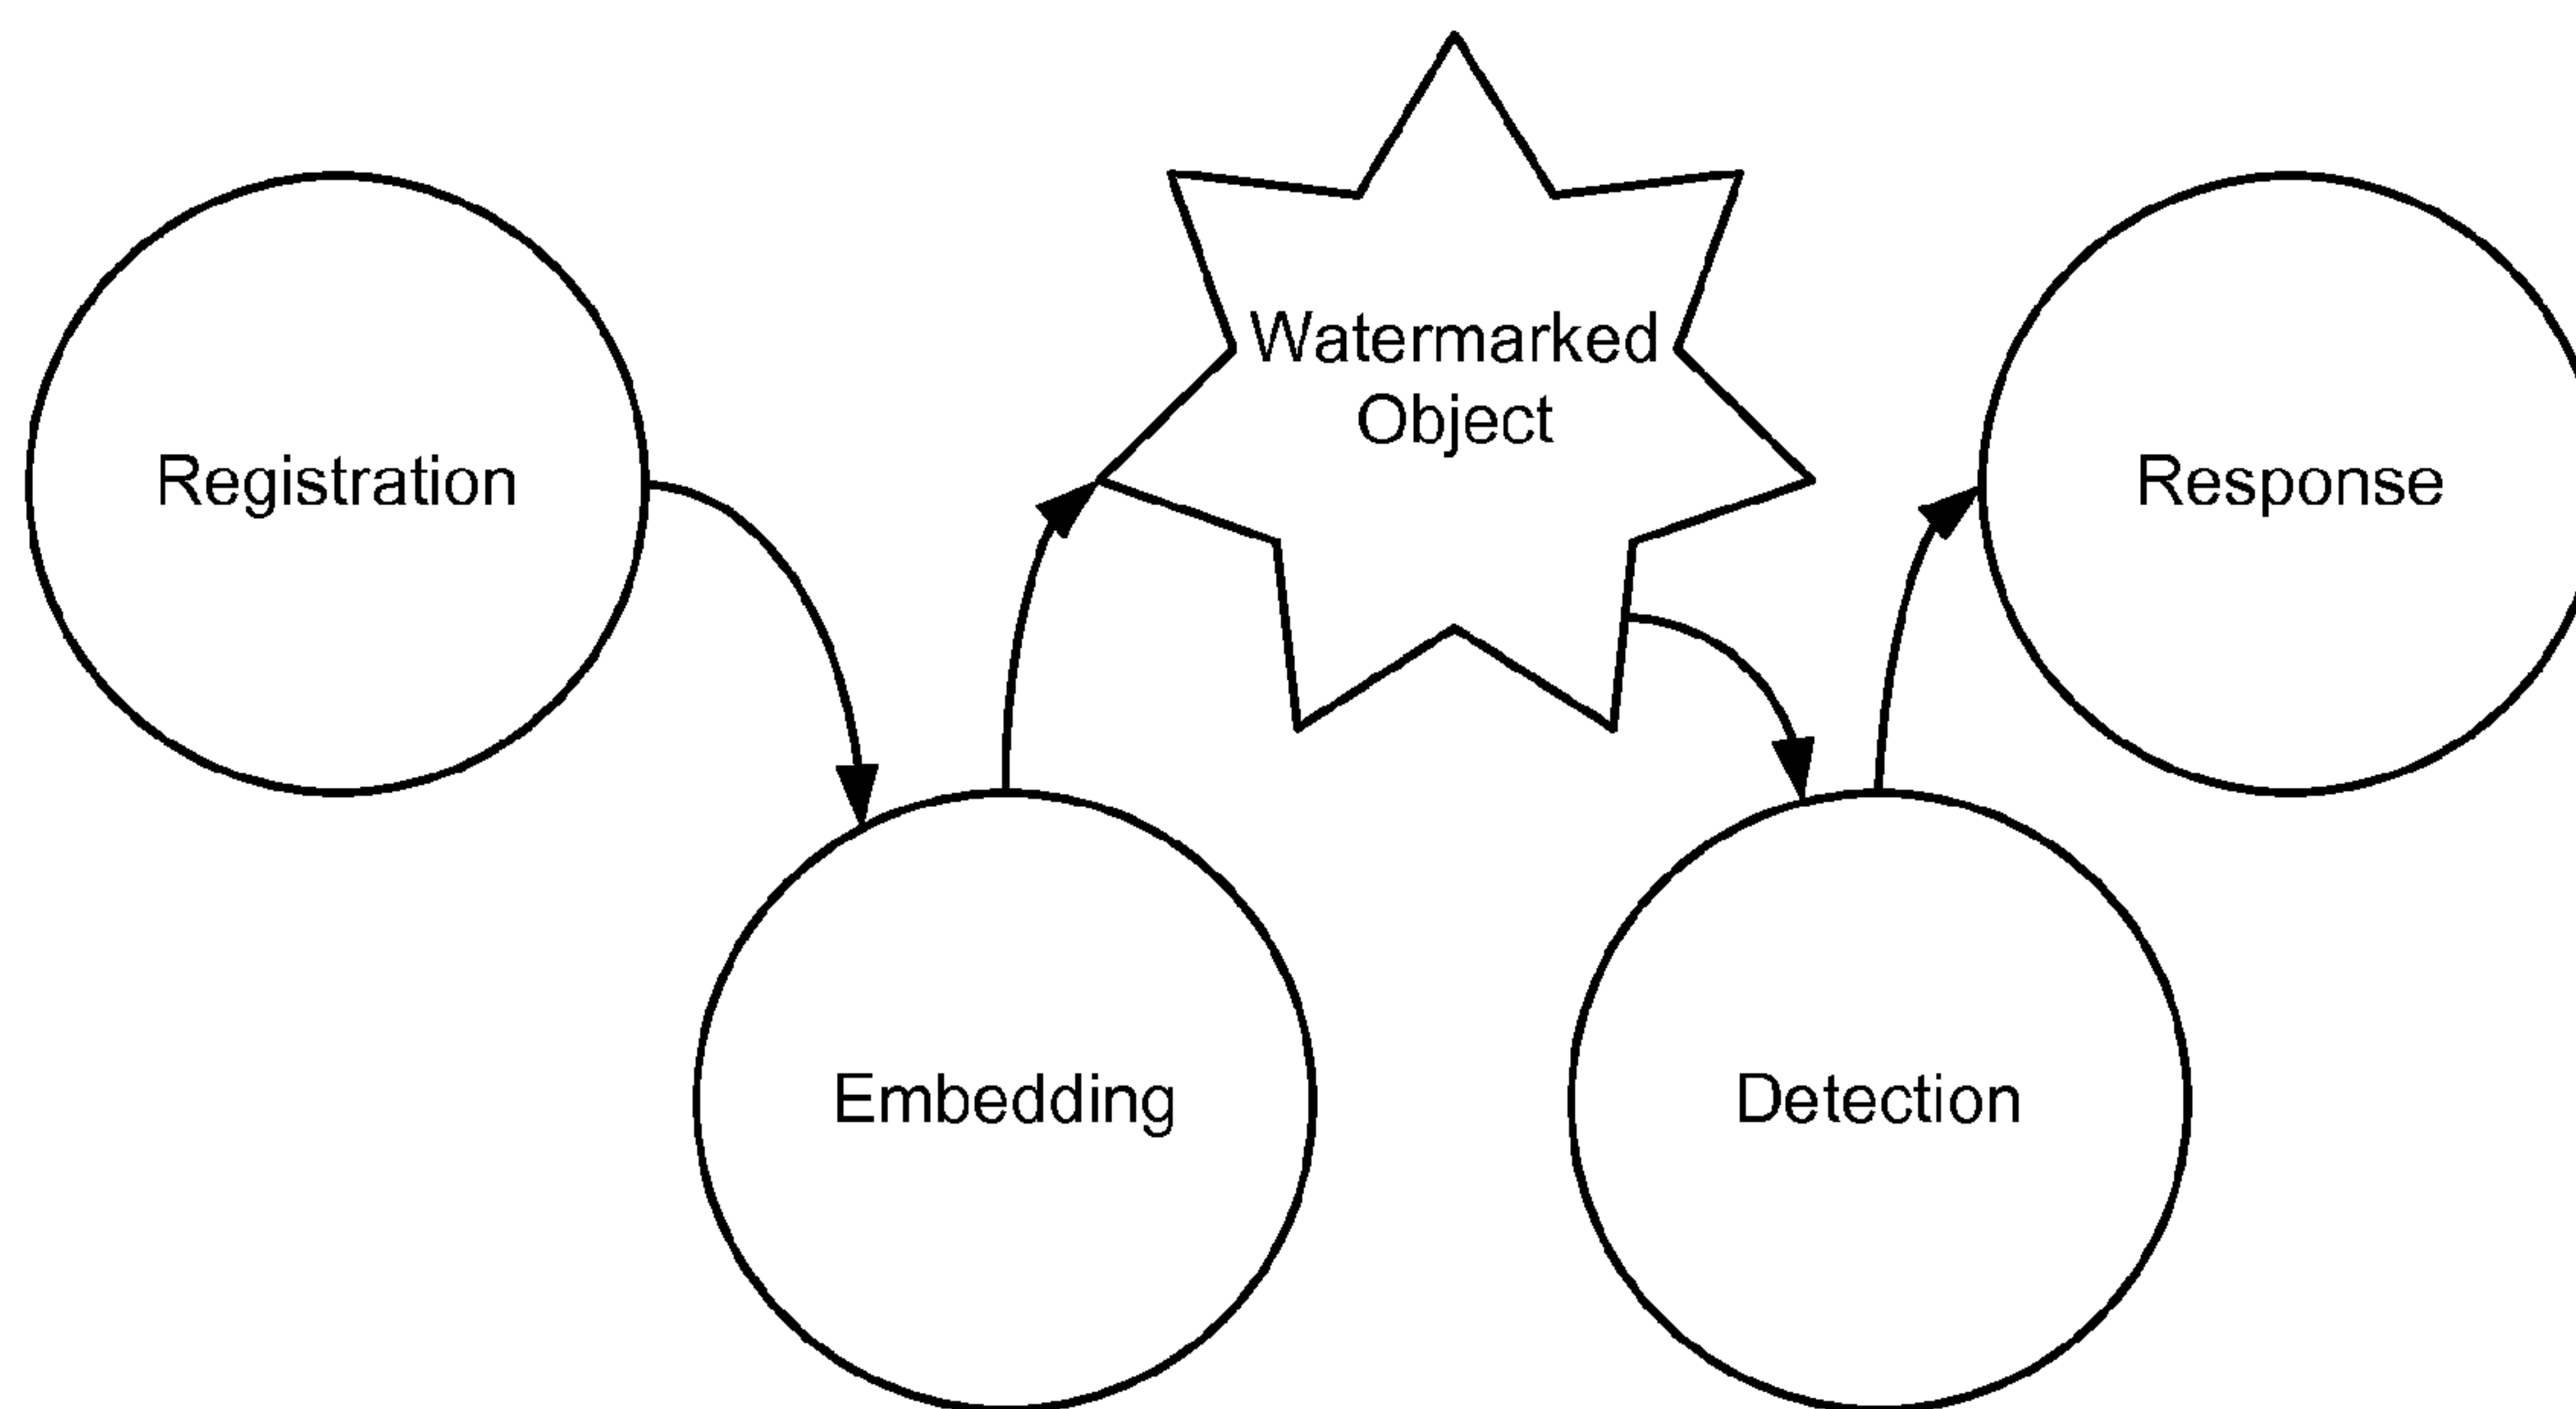 Registration
Embedding
Watermarked
Object
Detection
Response